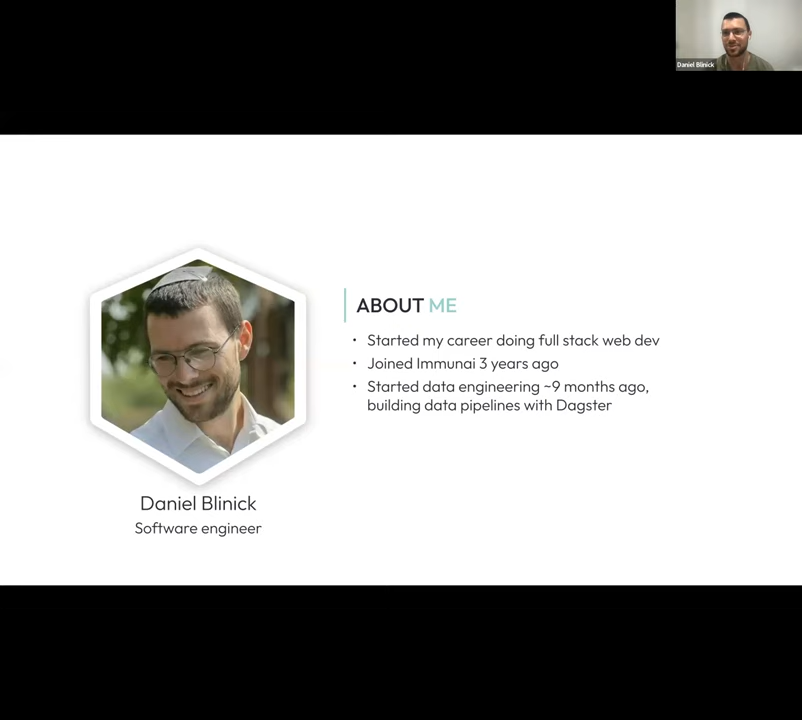 Daniel Blinick
ABOUT ME
• Started my career doing full stack web dev
• Joined Immunai 3 years ago
• Started data engineering ~9 months ago,
building data pipelines with Dagster
Daniel Blinick
Software engineer